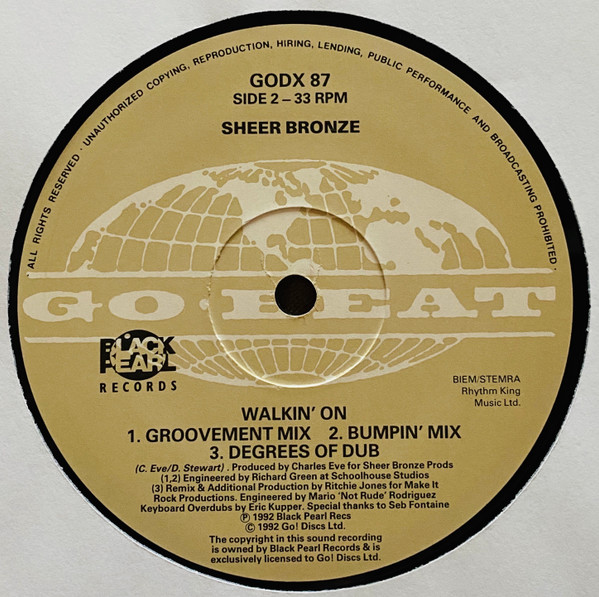 · UNAUTHORIZED COPYING, REPRODUCTION, HIRING, LENDING, PUBLIC PERFORMANCE AND BROADCASTING PROHIBITED ·
ALL RIGHTS RESERVED
GODX 87
SIDE 2 – 33 RPM
SHEER BRONZE
GO · BEAT
BLACK
PEARL
RECORDS
BIEM/STEMRA
Rhythm King
Music Ltd.
WALKIN' ON
1. GROOVEMENT MIX 2. BUMPIN' MIX
3. DEGREES OF DUB
(C. Eve/D. Stewart) . Produced by Charles Eve for Sheer Bronze Prods
(1,2) Engineered by Richard Green at Schoolhouse Studios
(3) Remix & Additional Production by Ritchie Jones for Make It
Rock Productions. Engineered by Mario 'Not Rude' Rodriguez
Keyboard Overdubs by Eric Kupper. Special thanks to Seb Fontaine
℗ 1992 Black Pearl Recs
© 1992 Go! Discs Ltd.
The copyright in this sound recording
is owned by Black Pearl Records & is
exclusively licensed to Go! Discs Ltd.